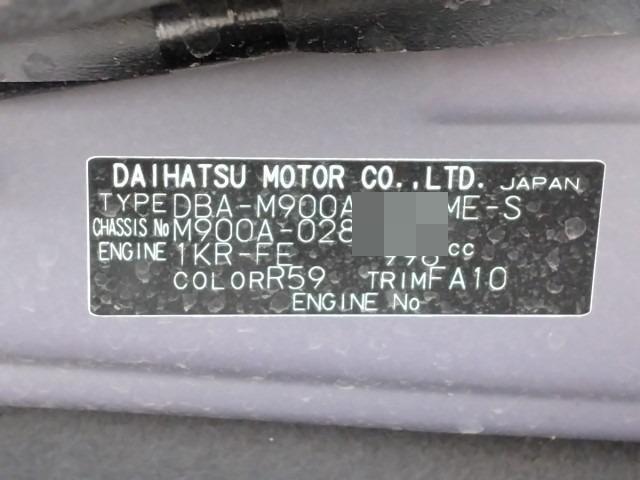 DAIHATSU MOTOR CO.,LTD. JAPAN
TYPE DBA-M900A ME-S
CHASSIS No M900A-028
ENGINE 1KR-FE 996 cc
COLOR R59 TRIM FA10
ENGINE No